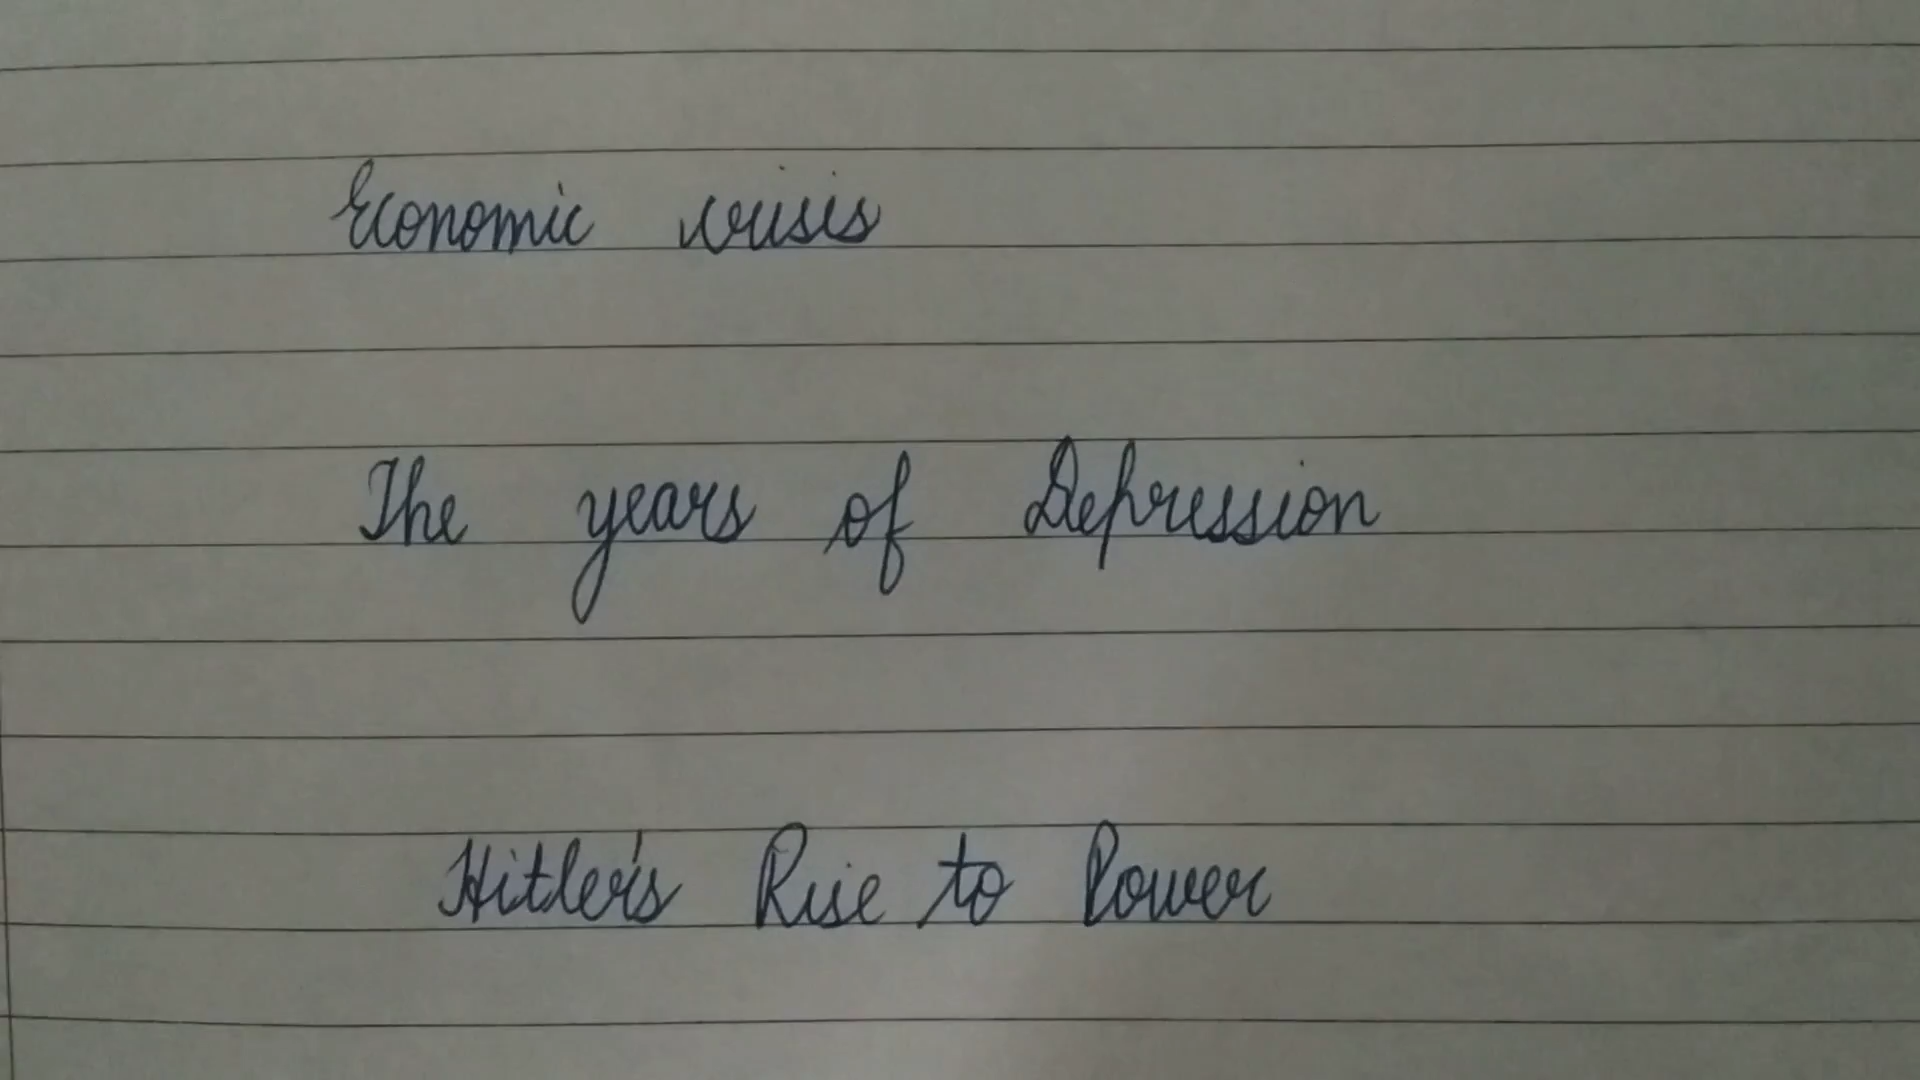 Economic crisis
The years of Depression
Hitler's Rise to Power